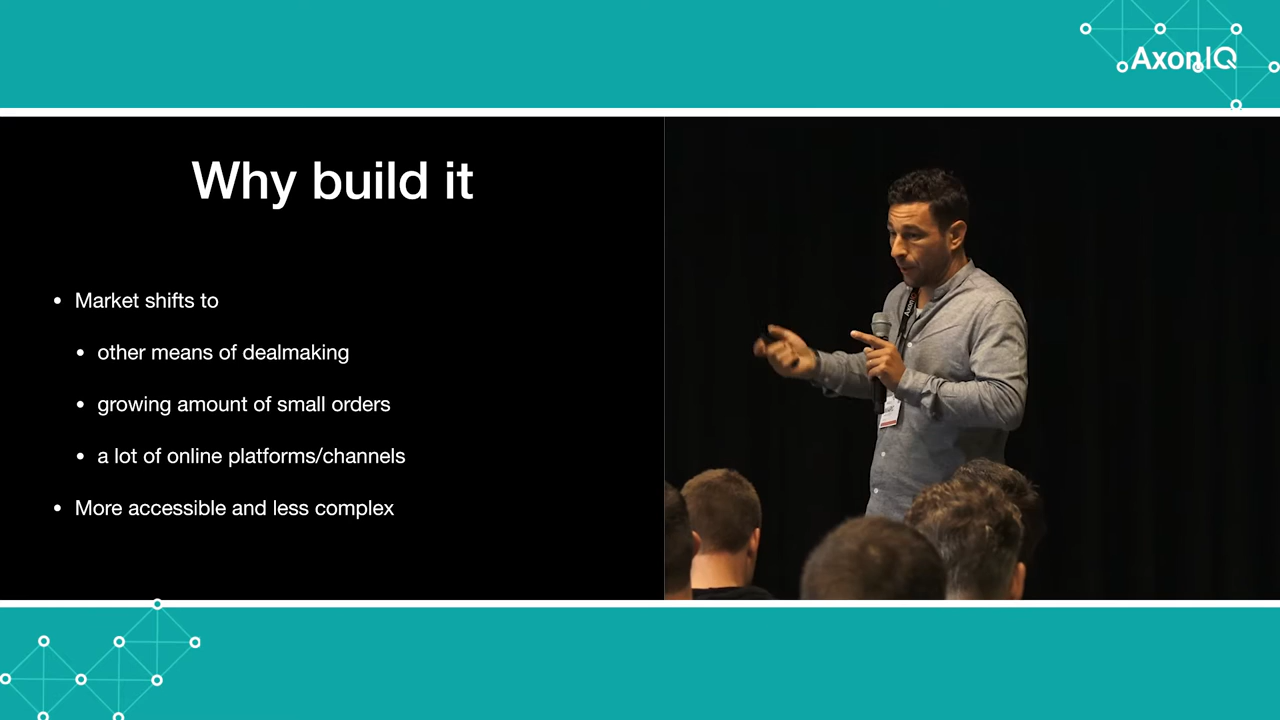 AxonIQ
Why build it
• Market shifts to
• other means of dealmaking
• growing amount of small orders
• a lot of online platforms/channels
• More accessible and less complex
AxonIQ